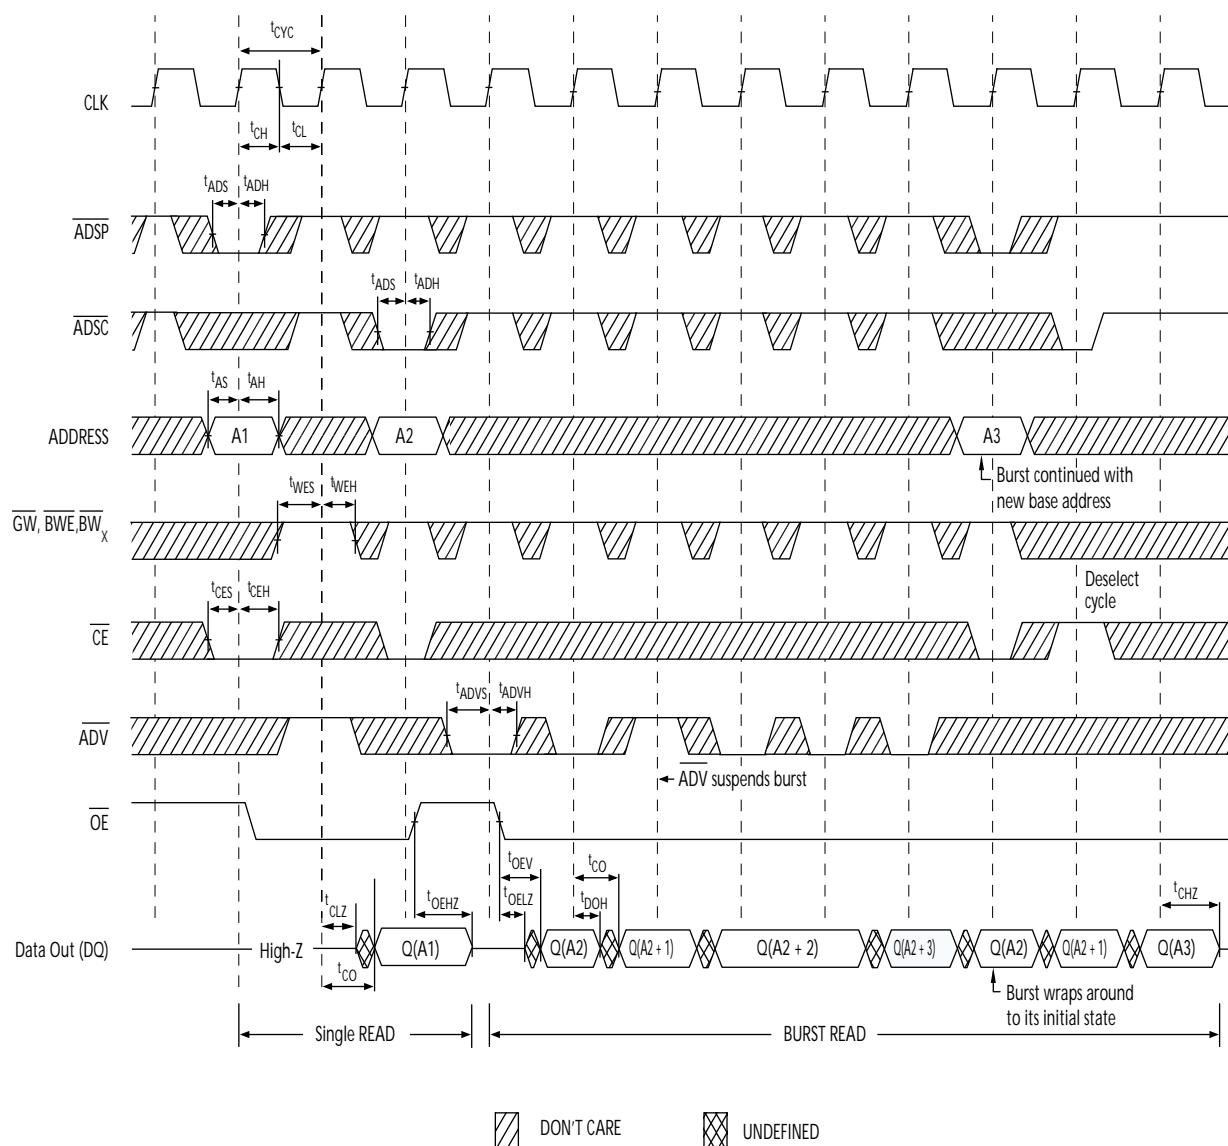 tCYC
CLK
tCH
tCL
tADS
tADH
ADSP
tADS
tADH
ADSC
tAS
tAH
ADDRESS
A1
A2
A3
Burst continued with
new base address
tWES
tWEH
GW, BWE,BWX
Deselect
cycle
tCES
tCEH
CE
tADVS
tADVH
ADV
ADV suspends burst
OE
tOEV
tCO
tCLZ
tOEHZ
tOELZ
tDOH
tCHZ
Data Out (DQ)
High-Z
Q(A1)
Q(A2)
Q(A2 + 1)
Q(A2 + 2)
Q(A2 + 3)
Q(A2)
Q(A2 + 1)
Q(A3)
tCO
Burst wraps around
to its initial state
Single READ
BURST READ
DON'T CARE
UNDEFINED